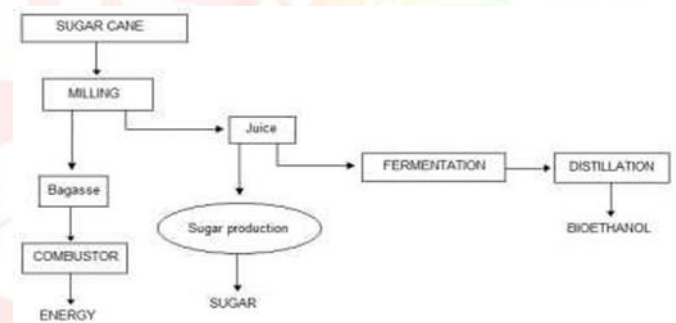 SUGAR CANE
MILLING
Juice
FERMENTATION
DISTILLATION
Bagasse
Sugar production
BIOETHANOL
COMBUSTOR
SUGAR
ENERGY